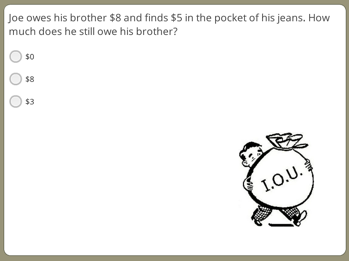 Joe owes his brother $8 and finds $5 in the pocket of his jeans. How
much does he still owe his brother?
$0
$8
$3
I.O.U.